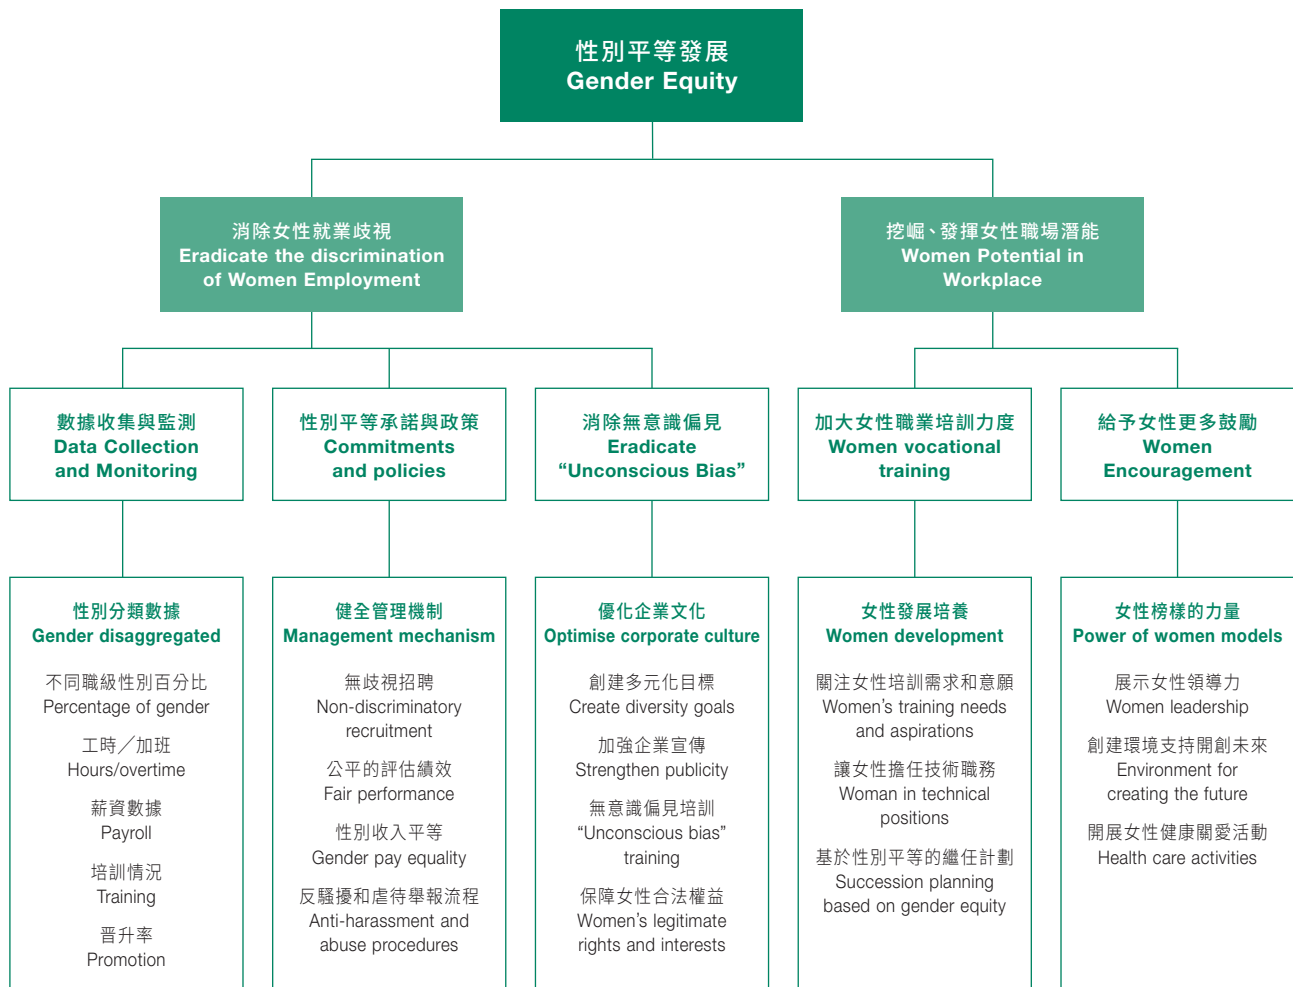 性別平等發展
Gender Equity
消除女性就業歧視
Eradicate the discrimination
of Women Employment
挖掘、發揮女性職場潛能
Women Potential in
Workplace
數據收集與監測
Data Collection
and Monitoring
性別平等承諾與政策
Commitments
and policies
消除無意識偏見
Eradicate
“Unconscious Bias”
加大女性職業培訓力度
Women vocational
training
給予女性更多鼓勵
Women
Encouragement
性別分類數據
Gender disaggregated
不同職級性別百分比
Percentage of gender
工時／加班
Hours/overtime
薪資數據
Payroll
培訓情況
Training
晉升率
Promotion
健全管理機制
Management mechanism
無歧視招聘
Non-discriminatory
recruitment
公平的評估績效
Fair performance
性別收入平等
Gender pay equality
反騷擾和虐待舉報流程
Anti-harassment and
abuse procedures
優化企業文化
Optimise corporate culture
創建多元化目標
Create diversity goals
加強企業宣傳
Strengthen publicity
無意識偏見培訓
“Unconscious bias”
training
保障女性合法權益
Women’s legitimate
rights and interests
女性發展培養
Women development
關注女性培訓需求和意願
Women’s training needs
and aspirations
讓女性擔任技術職務
Woman in technical
positions
基於性別平等的繼任計劃
Succession planning
based on gender equity
女性榜樣的力量
Power of women models
展示女性領導力
Women leadership
創建環境支持開創未來
Environment for
creating the future
開展女性健康關愛活動
Health care activities